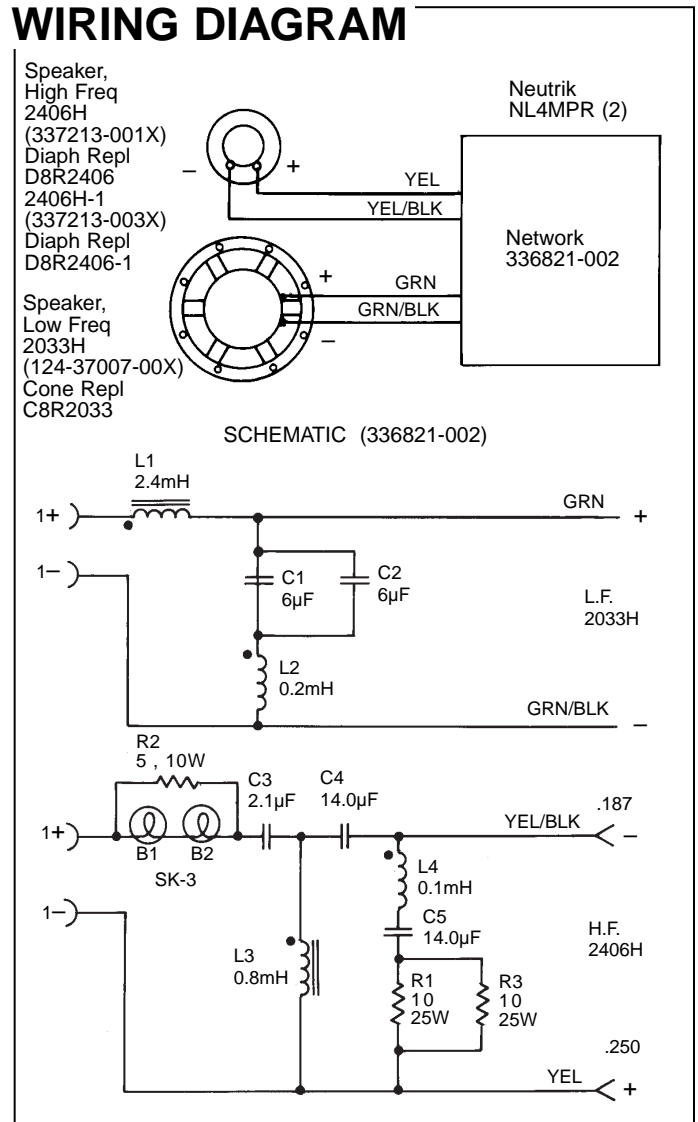 WIRING DIAGRAM
Speaker,
High Freq
2406H
(337213-001X)
Diaph Repl
D8R2406
2406H-1
(337213-003X)
Diaph Repl
D8R2406-1
Speaker,
Low Freq
2033H
(124-37007-00X)
Cone Repl
C8R2033
– +
YEL
YEL/BLK
+
GRN
GRN/BLK
–
Neutrik
NL4MPR (2)
Network
336821-002
SCHEMATIC (336821-002)
L1
2.4mH
1+
GRN +
1–
C1
6µF
C2
6µF
L.F.
2033H
L2
0.2mH
GRN/BLK –
R2
5 , 10W
C3
2.1µF
C4
14.0µF
.187
YEL/BLK –
1+
B1 B2
SK-3
L4
0.1mH
1–
C5
14.0µF
H.F.
2406H
L3
0.8mH
R1
10
25W
R3
10
25W
.250
YEL +